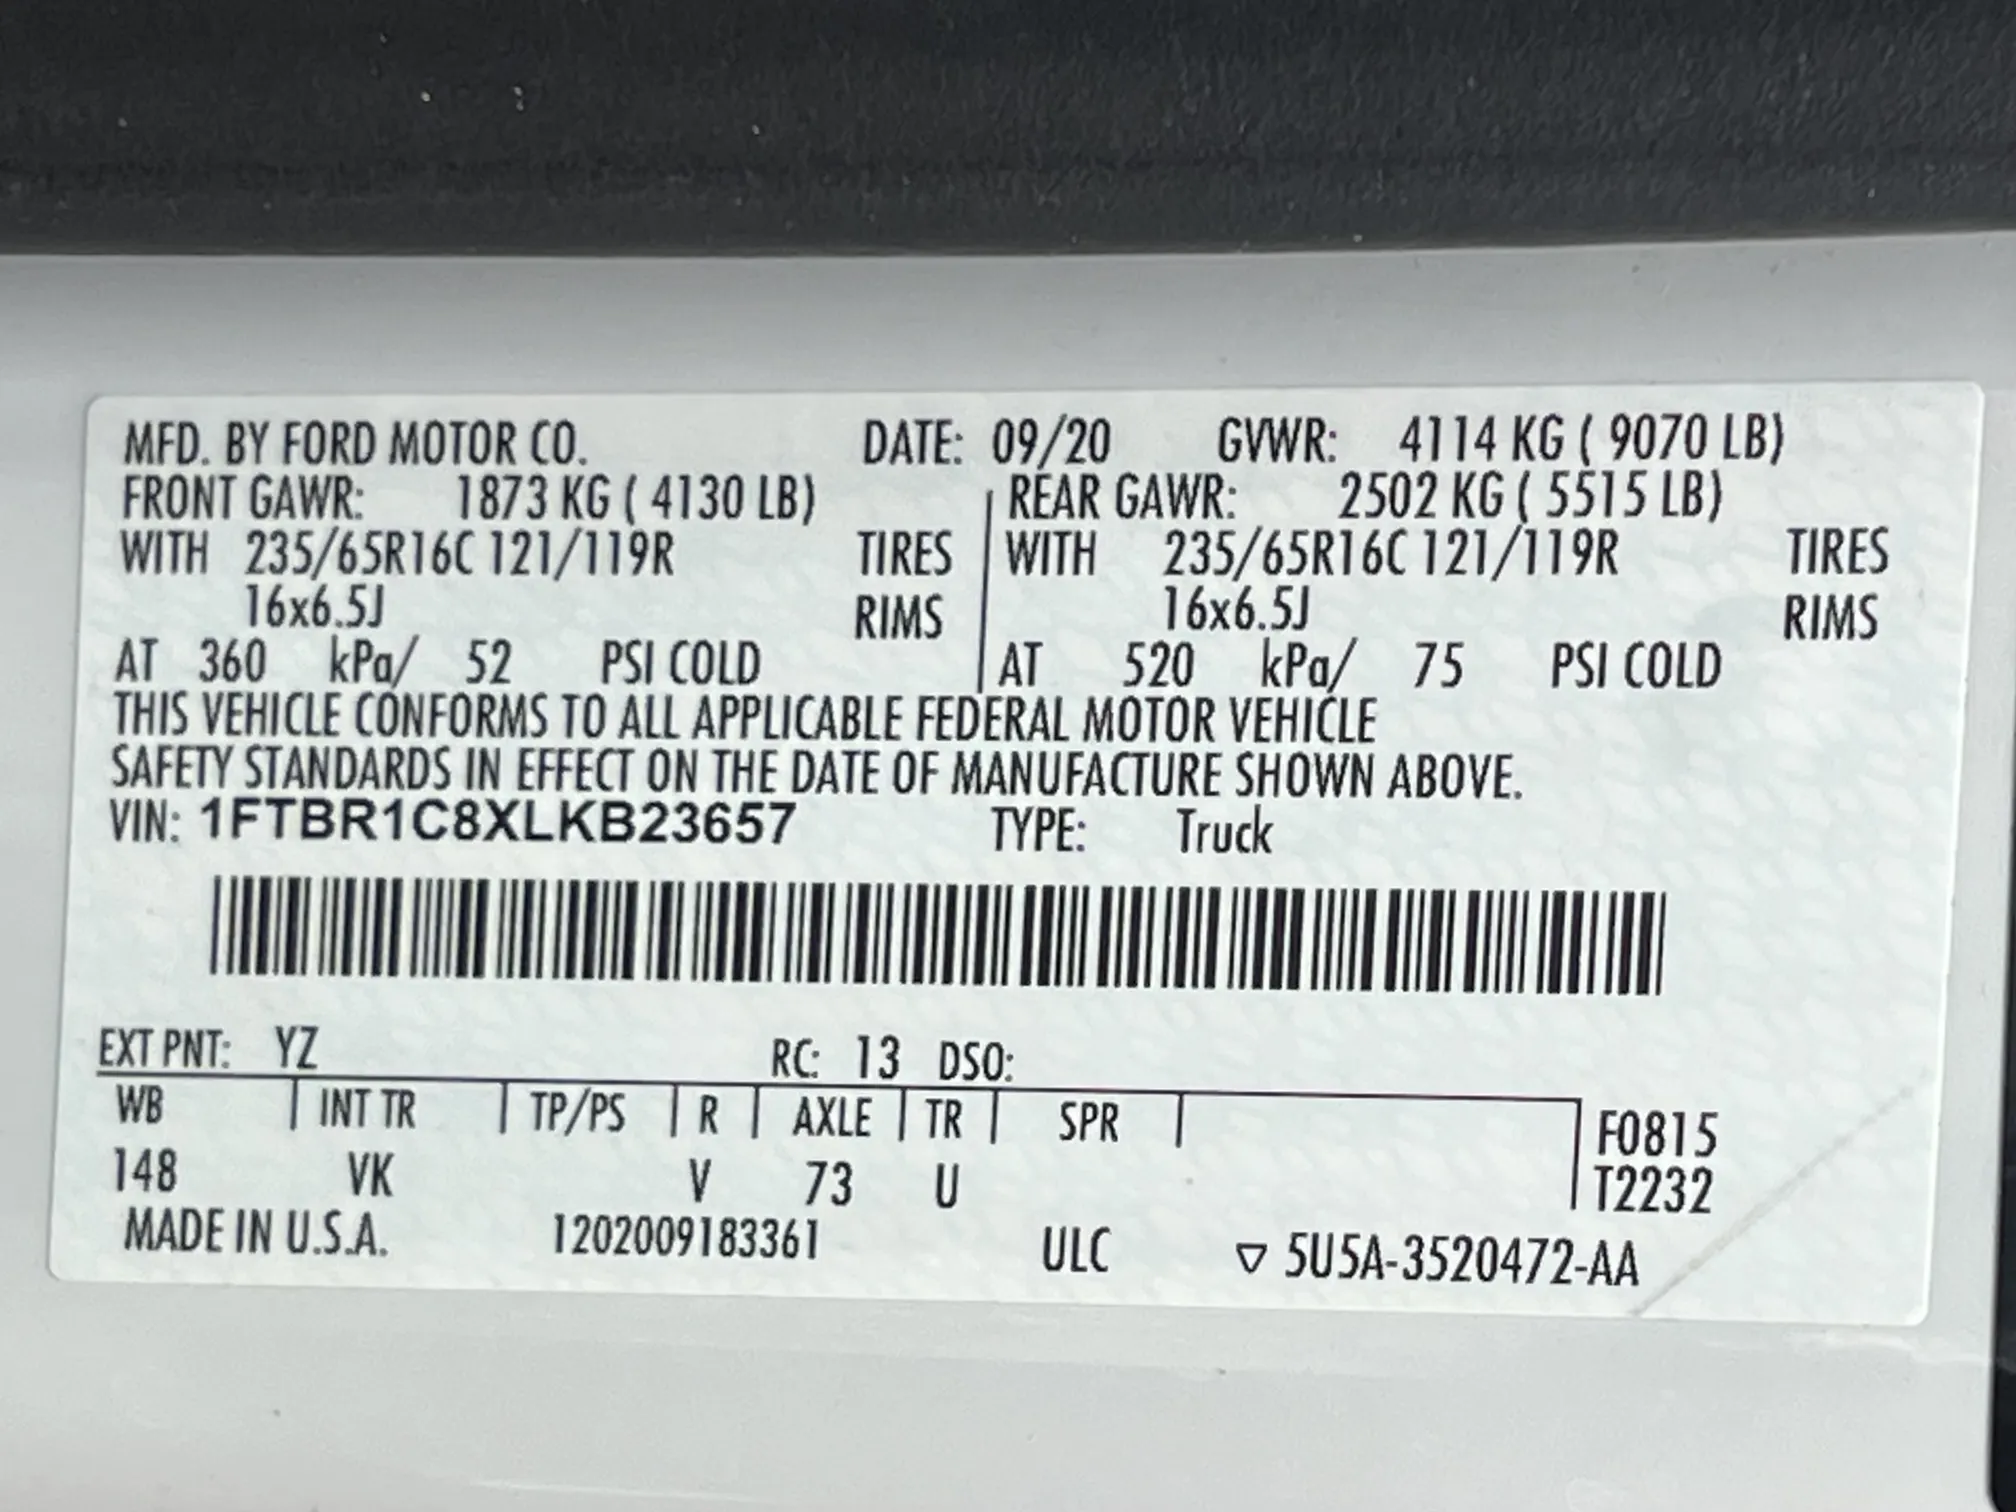 MFD. BY FORD MOTOR CO. DATE: 09/20 GVWR: 4114 KG ( 9070 LB)
FRONT GAWR: 1873 KG ( 4130 LB) REAR GAWR: 2502 KG ( 5515 LB)
WITH 235/65R16C 121/119R TIRES WITH 235/65R16C 121/119R TIRES
16x6.5J RIMS 16x6.5J RIMS
AT 360 kPa/ 52 PSI COLD AT 520 kPa/ 75 PSI COLD
THIS VEHICLE CONFORMS TO ALL APPLICABLE FEDERAL MOTOR VEHICLE
SAFETY STANDARDS IN EFFECT ON THE DATE OF MANUFACTURE SHOWN ABOVE.
VIN: 1FTBR1C8XLKB23657 TYPE: Truck
EXT PNT: YZ RC: 13 DSO:
WB INT TR TP/PS R AXLE TR SPR F0815
148 VK V 73 U T2232
MADE IN U.S.A. 1202009183361 ULC ▽ 5U5A-3520472-AA